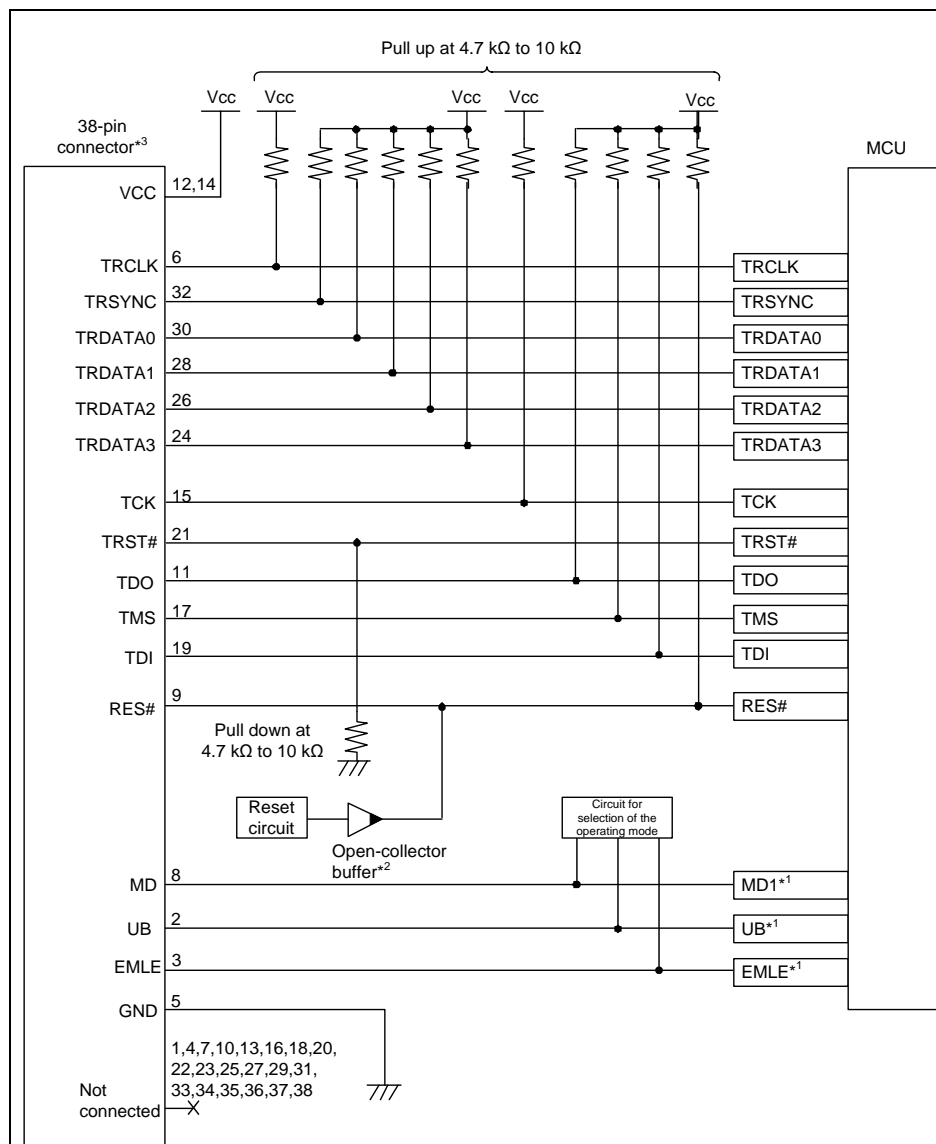 Pull up at 4.7 kΩ to 10 kΩ
Vcc Vcc Vcc Vcc Vcc
38-pin
connector*3
MCU
VCC 12,14
TRCLK 6 TRCLK
TRSYNC 32 TRSYNC
TRDATA0 30 TRDATA0
TRDATA1 28 TRDATA1
TRDATA2 26 TRDATA2
TRDATA3 24 TRDATA3
TCK 15 TCK
TRST# 21 TRST#
TDO 11 TDO
TMS 17 TMS
TDI 19 TDI
RES# 9 RES#
Pull down at
4.7 kΩ to 10 kΩ
Reset
circuit
Open-collector
buffer*2
Circuit for
selection of the
operating mode
MD 8 MD1*1
UB 2 UB*1
EMLE 3 EMLE*1
GND 5
1,4,7,10,13,16,18,20,
22,23,25,27,29,31,
33,34,35,36,37,38
Not
connected